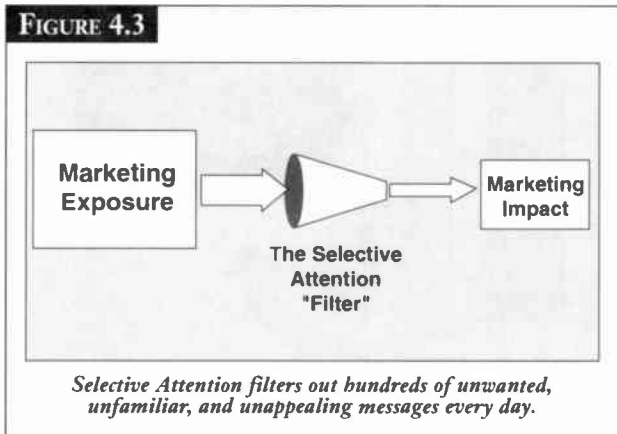 FIGURE 4.3
Marketing
Exposure
The Selective
Attention
"Filter"
Marketing
Impact
Selective Attention filters out hundreds of unwanted,
unfamiliar, and unappealing messages every day.